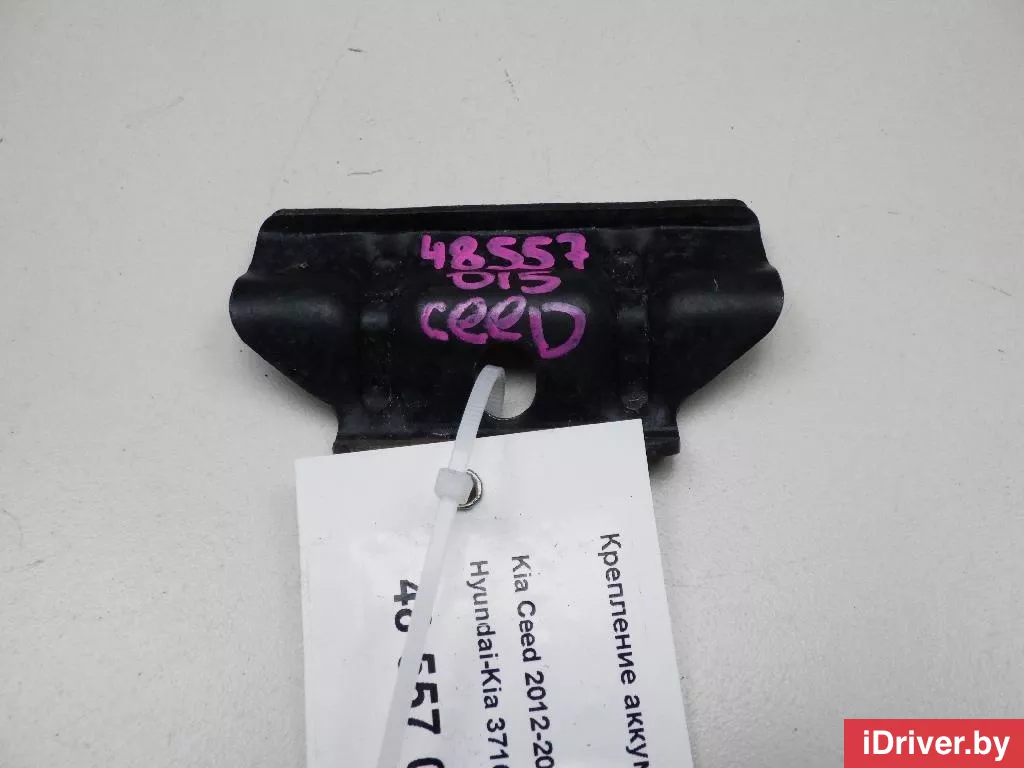 48557
015
ceeD
Крепление акку
Kia Ceed 2012-20
Hyundai-Kia 371
iDriver.by